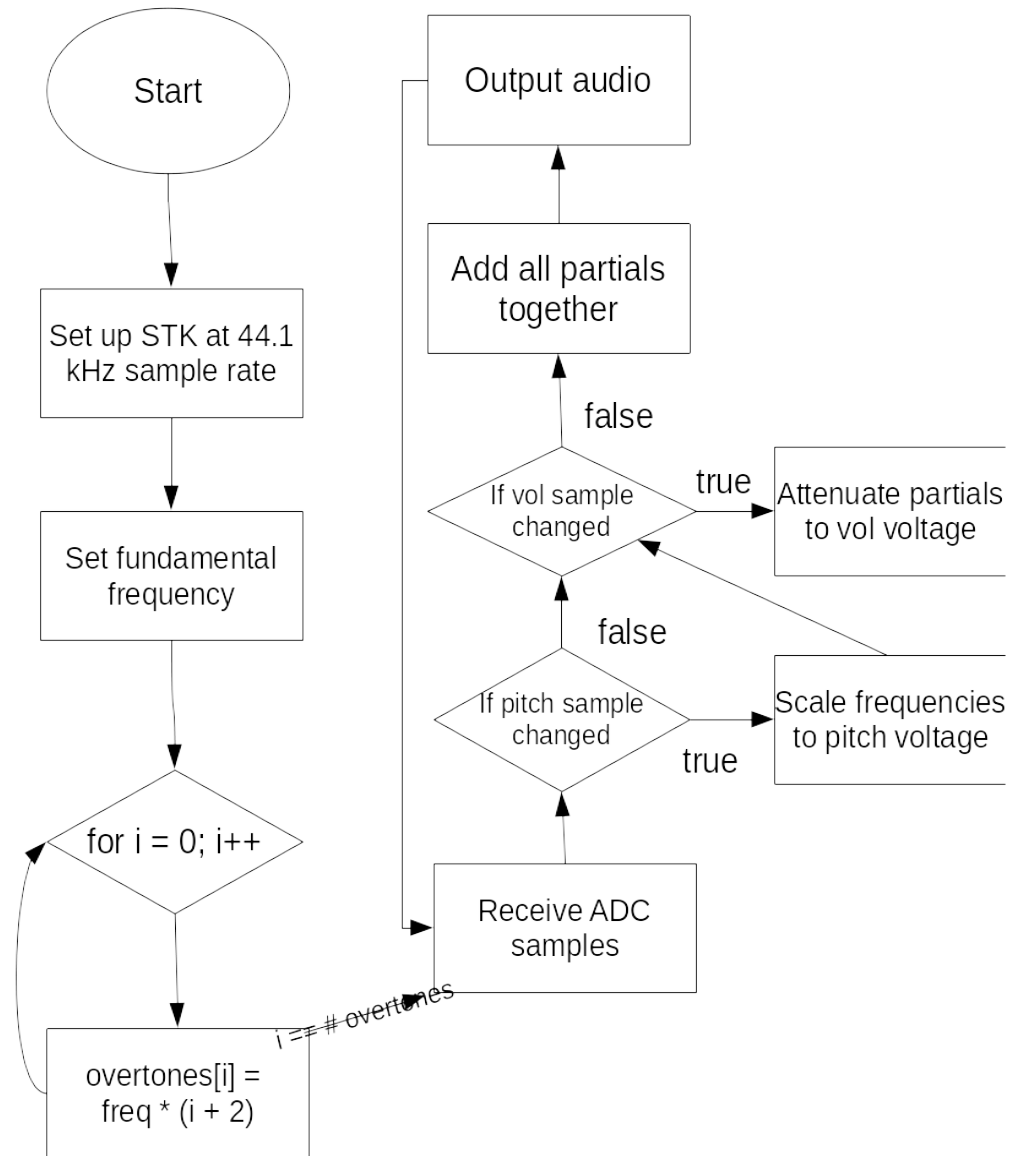 Start
Set up STK at 44.1
kHz sample rate
Set fundamental
frequency
for i = 0; i++
overtones[i] =
freq * (i + 2)
i == # overtones
Receive ADC
samples
If pitch sample
changed
true
Scale frequencies
to pitch voltage
false
If vol sample
changed
true
Attenuate partials
to vol voltage
false
Add all partials
together
Output audio